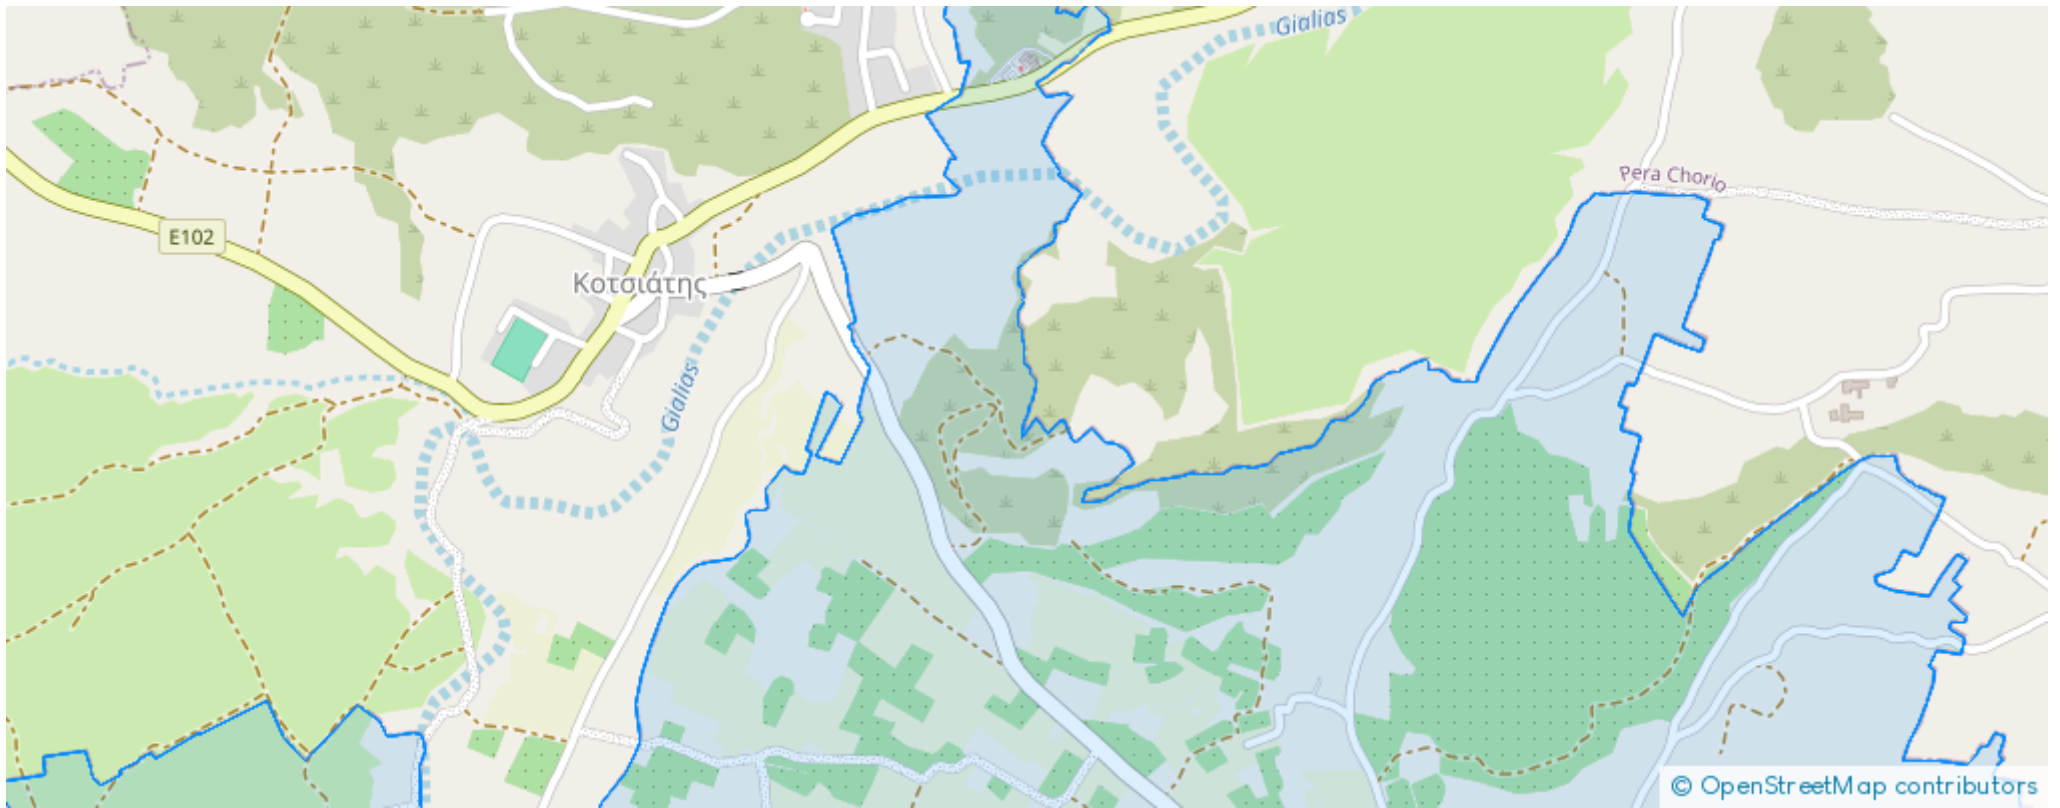 Gialias
Pera Chorio
E102
Κοτσιάτης
Gialias
© OpenStreetMap contributors